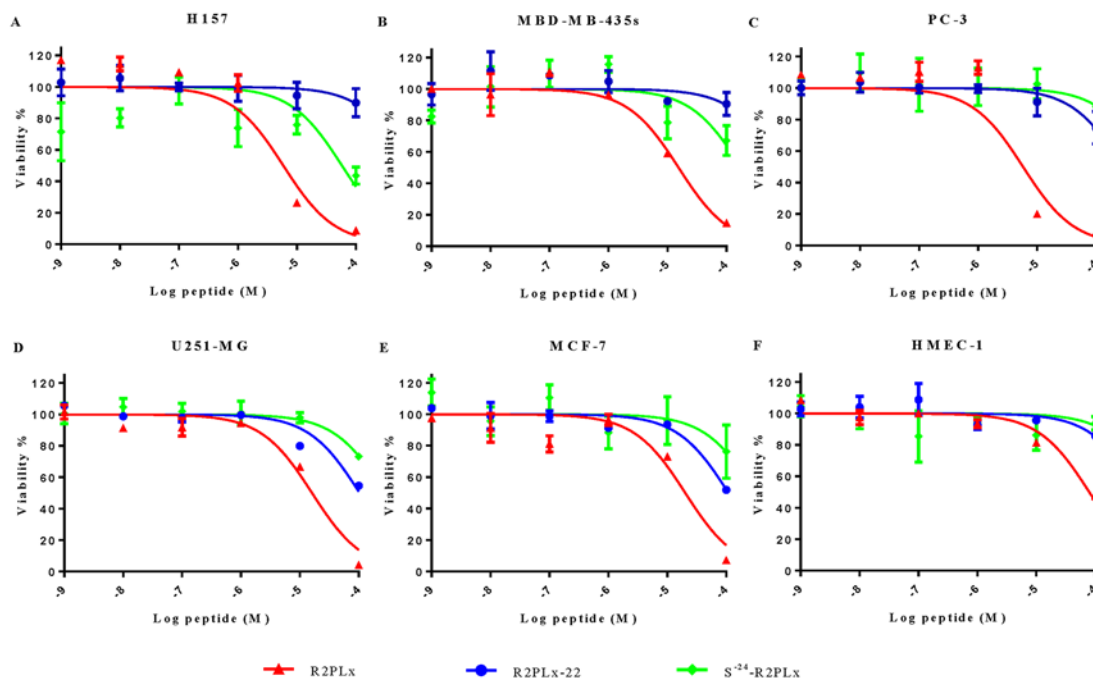 A H157
B MBD-MB-435s
C PC-3
Viability %
120
100
80
60
40
20
0
-9 -8 -7 -6 -5 -4
Log peptide (M)
Viability %
120
100
80
60
40
20
0
-9 -8 -7 -6 -5 -4
Log peptide (M)
Viability %
120
100
80
60
40
20
0
-9 -8 -7 -6 -5 -4
Log peptide (M)
D U251-MG
E MCF-7
F HMEC-1
Viability %
120
100
80
60
40
20
0
-9 -8 -7 -6 -5 -4
Log peptide (M)
Viability %
120
100
80
60
40
20
0
-9 -8 -7 -6 -5 -4
Log peptide (M)
Viability %
120
100
80
60
40
20
0
-9 -8 -7 -6 -5 -4
Log peptide (M)
R2PLx R2PLx-22 S⁻²⁴-R2PLx